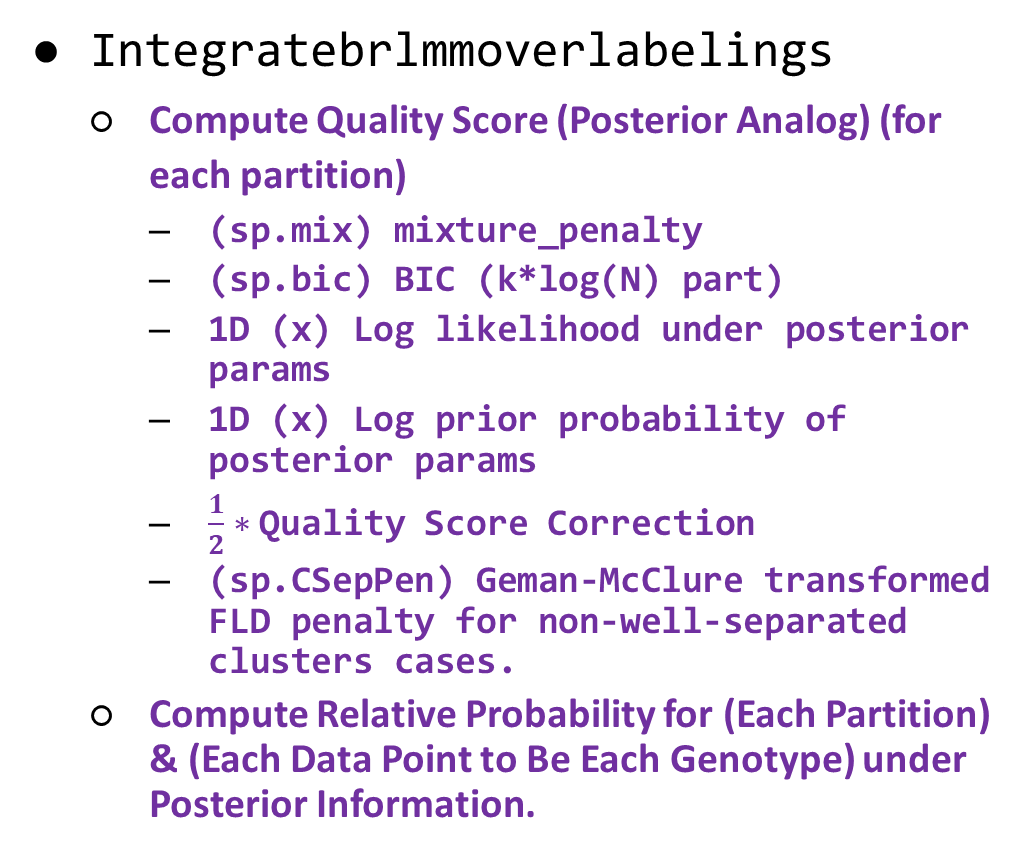 ● Integratebrlmmoverlabelings
○ Compute Quality Score (Posterior Analog) (for
each partition)
– (sp.mix) mixture_penalty
– (sp.bic) BIC (k*log(N) part)
– 1D (x) Log likelihood under posterior
params
– 1D (x) Log prior probability of
posterior params
– 1/2 * Quality Score Correction
– (sp.CSepPen) Geman-McClure transformed
FLD penalty for non-well-separated
clusters cases.
○ Compute Relative Probability for (Each Partition)
& (Each Data Point to Be Each Genotype) under
Posterior Information.